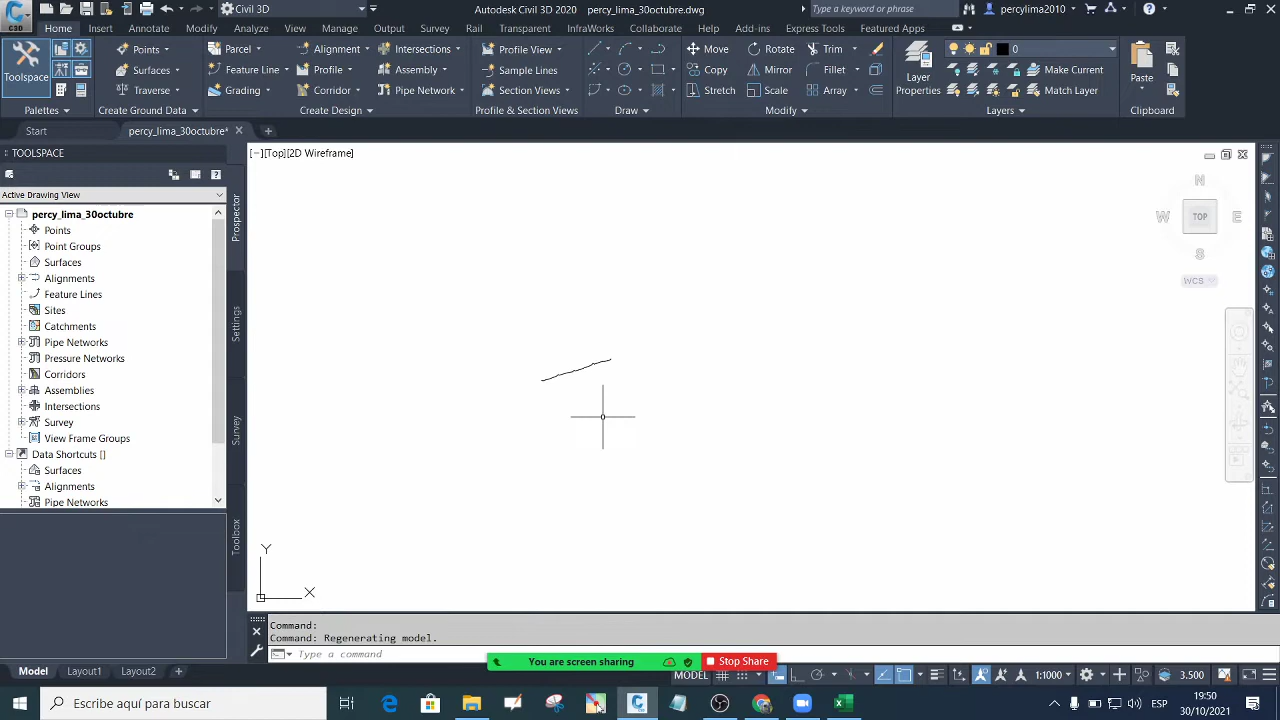 C3D
Civil 3D
Autodesk Civil 3D 2020 percy_lima_30octubre.dwg
Type a keyword or phrase
percylima2010
Home Insert Annotate Modify Analyze View Manage Output Survey Rail Transparent InfraWorks Collaborate Help Add-ins Express Tools
Points Parcel Alignment Intersections Profile View Move Rotate Trim 0
Toolspace Surfaces Feature Line Profile Assembly Sample Lines Copy Mirror Fillet Layer Properties Make Current Paste
Traverse Grading Corridor Pipe Network Section Views Stretch Scale Array Match Layer
Palettes Create Ground Data Create Design Profile & Section Views Draw Modify Layers Clipboard
Start percy_lima_30octubre*
TOOLSPACE
[−][Top][2D Wireframe]
Active Drawing View
percy_lima_30octubre
Points
Point Groups
Surfaces
Alignments
Feature Lines
Sites
Catchments
Pipe Networks
Pressure Networks
Corridors
Assemblies
Intersections
Survey
View Frame Groups
Data Shortcuts []
Surfaces
Alignments
Pipe Networks
Prospector
Settings
Survey
Toolbox
N
W TOP E
S
WCS
Y
X
Command:
Command: Regenerating model.
Type a command
You are screen sharing Stop Share
Model Layout1 Layout2 +
MODEL 1:1000 3.500
Escribe aquí para buscar
ESP
19:50
30/10/2021